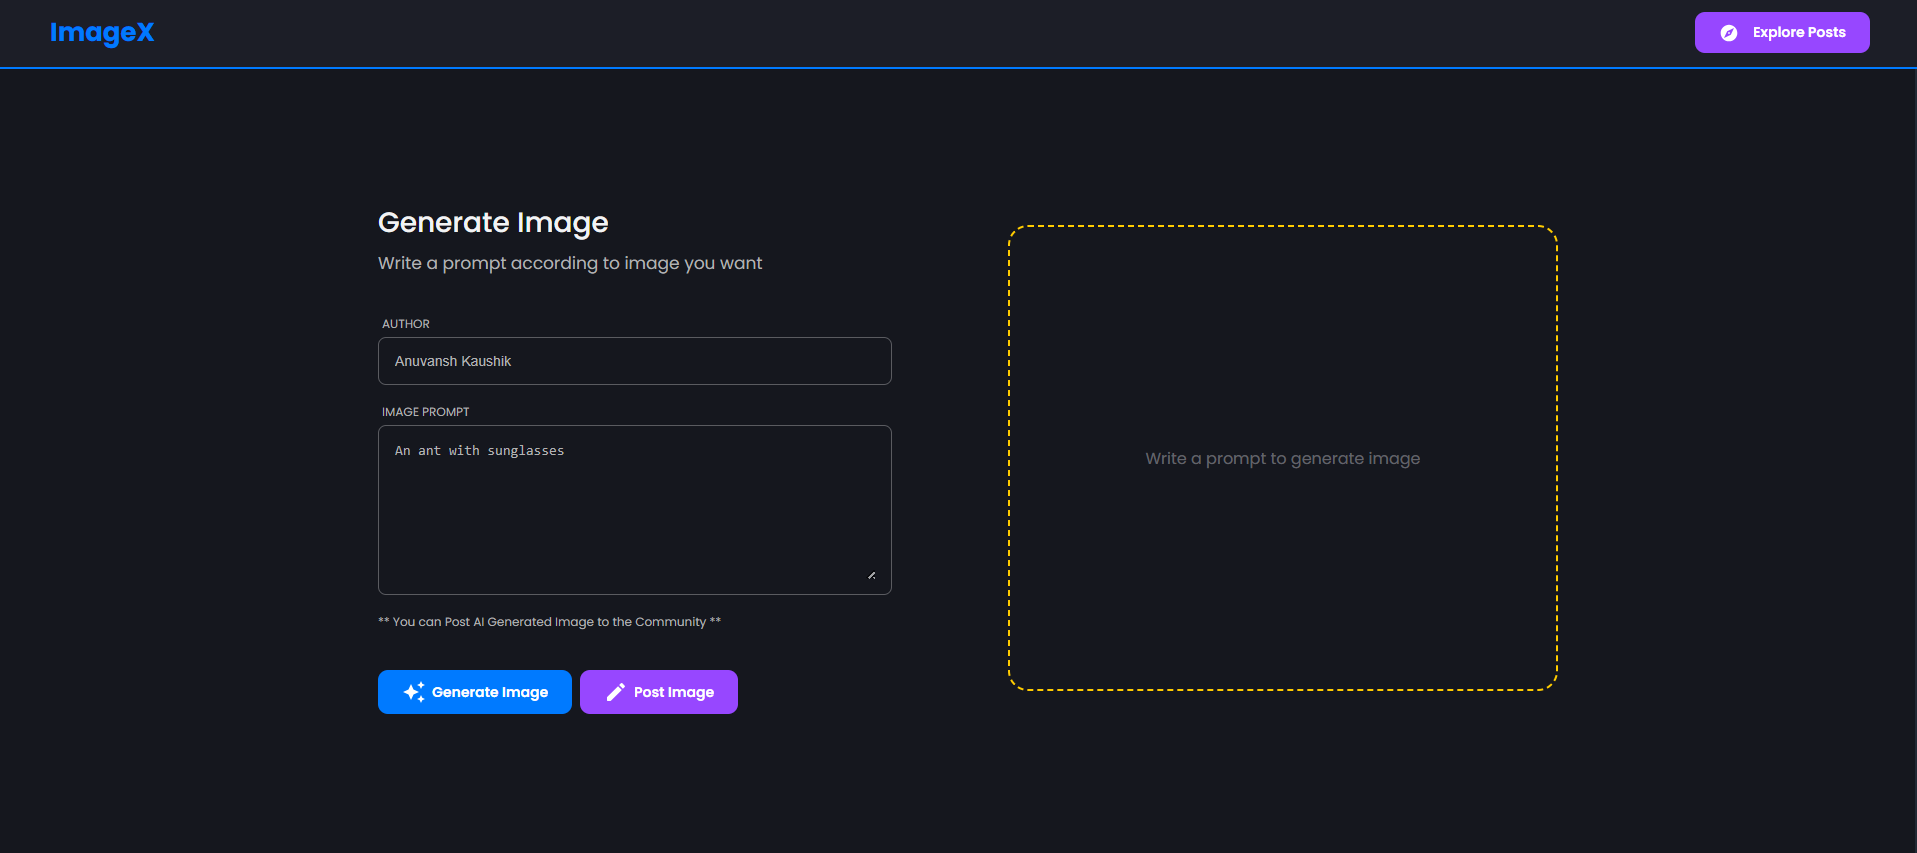 ImageX
Explore Posts
Generate Image
Write a prompt according to image you want
AUTHOR
Anuvansh Kaushik
IMAGE PROMPT
An ant with sunglasses
** You can Post AI Generated Image to the Community **
Generate Image
Post Image
Write a prompt to generate image